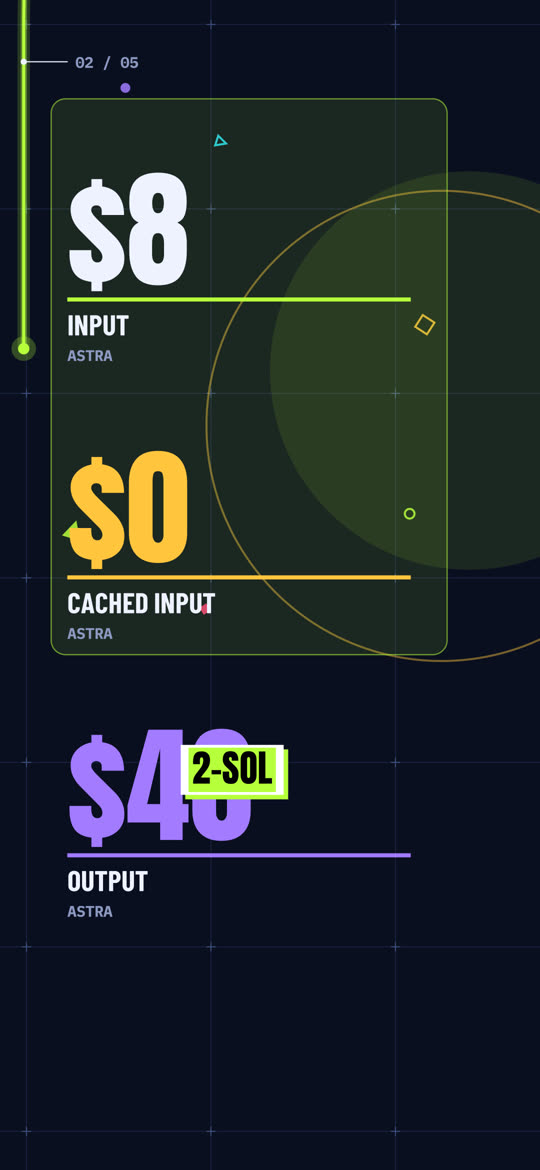 02 / 05
$8
INPUT
ASTRA
$0
CACHED INPUT
ASTRA
2-SOL
OUTPUT
ASTRA